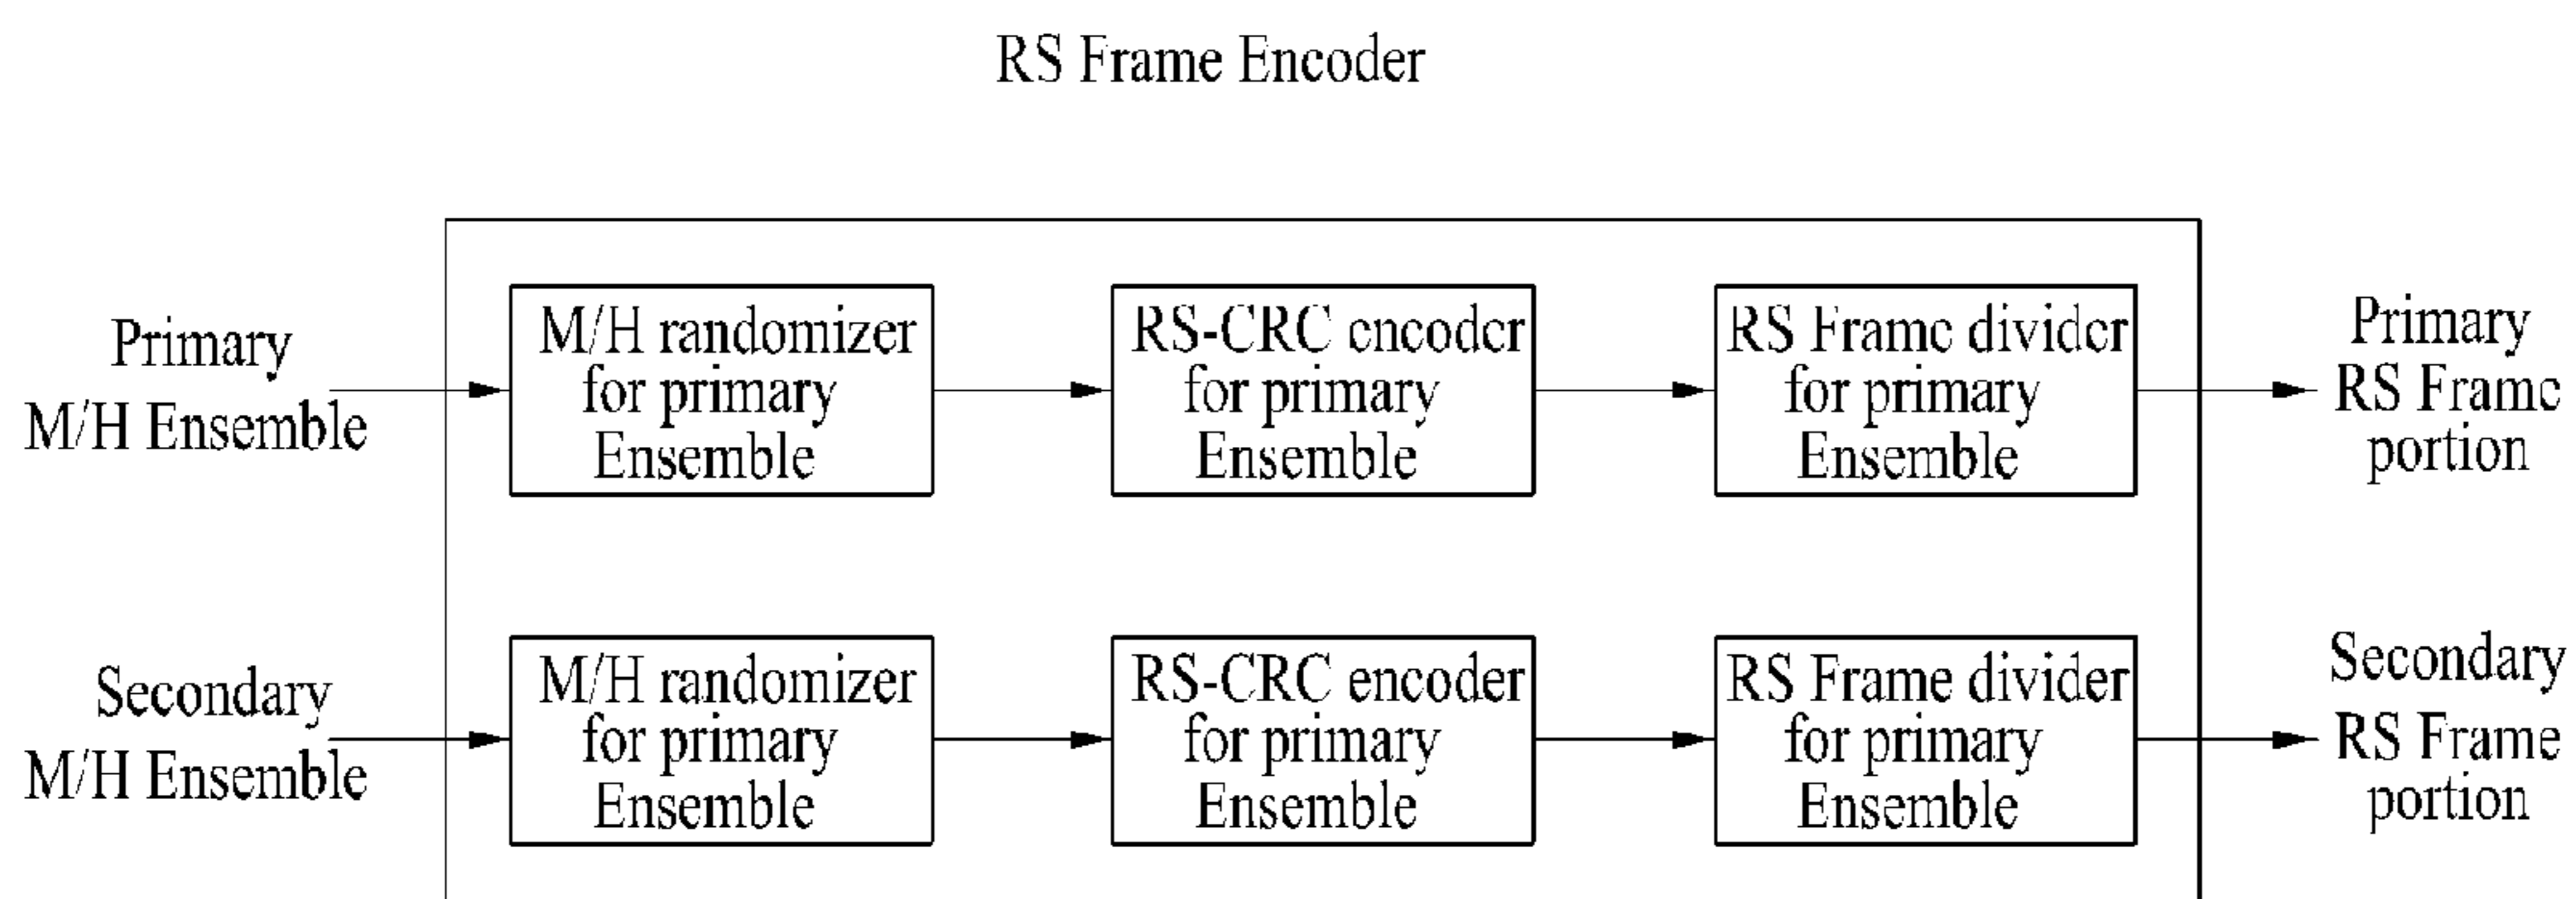 RS Frame Encoder
Primary
M/H Ensemble
M/H randomizer
for primary
Ensemble
RS-CRC encoder
for primary
Ensemble
RS Frame divider
for primary
Ensemble
Primary
RS Frame
portion
Secondary
M/H Ensemble
M/H randomizer
for primary
Ensemble
RS-CRC encoder
for primary
Ensemble
RS Frame divider
for primary
Ensemble
Secondary
RS Frame
portion